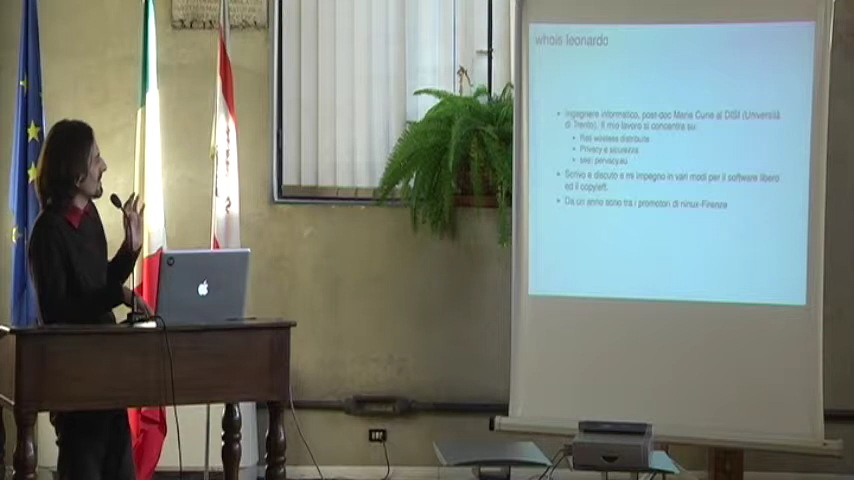 whois leonardo
• Ingegnere informatico, post-doc Marie Curie al DISI (Università
di Trento). Il mio lavoro si concentra su:
• Reti wireless distribuite
• Privacy e sicurezza
• pervacy.eu
• Scrivo e discuto e mi impegno in vari modi per il software libero
ed il copyleft.
• Da un anno sono tra i promotori di ninux-Firenze